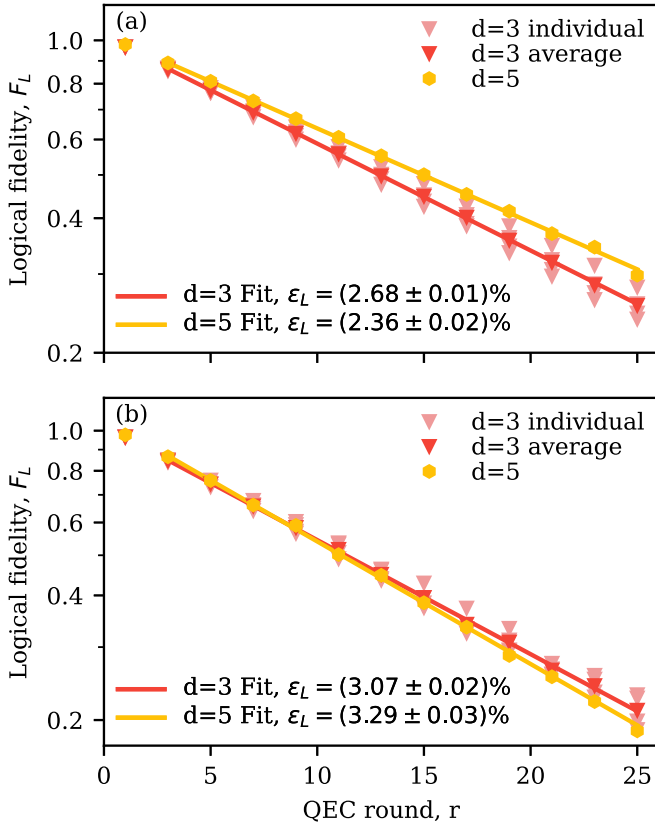 (a)
d=3 individual
d=3 average
d=5
1.0
0.8
0.6
0.4
0.2
Logical fidelity, F_L
d=3 Fit, ε_L = (2.68 ± 0.01)%
d=5 Fit, ε_L = (2.36 ± 0.02)%
(b)
d=3 individual
d=3 average
d=5
1.0
0.8
0.6
0.4
0.2
Logical fidelity, F_L
d=3 Fit, ε_L = (3.07 ± 0.02)%
d=5 Fit, ε_L = (3.29 ± 0.03)%
0 5 10 15 20 25
QEC round, r